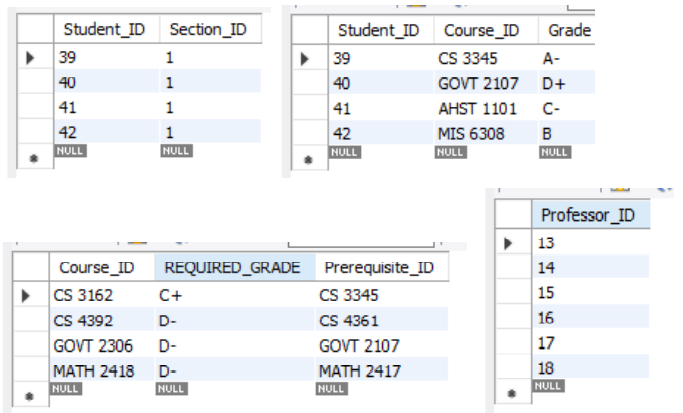 Student_ID Section_ID
39 1
40 1
41 1
42 1
NULL NULL
Student_ID Course_ID Grade
39 CS 3345 A-
40 GOVT 2107 D+
41 AHST 1101 C-
42 MIS 6308 B
NULL NULL NULL
Course_ID REQUIRED_GRADE Prerequisite_ID
CS 3162 C+ CS 3345
CS 4392 D- CS 4361
GOVT 2306 D- GOVT 2107
MATH 2418 D- MATH 2417
NULL NULL NULL
Professor_ID
13
14
15
16
17
18
NULL